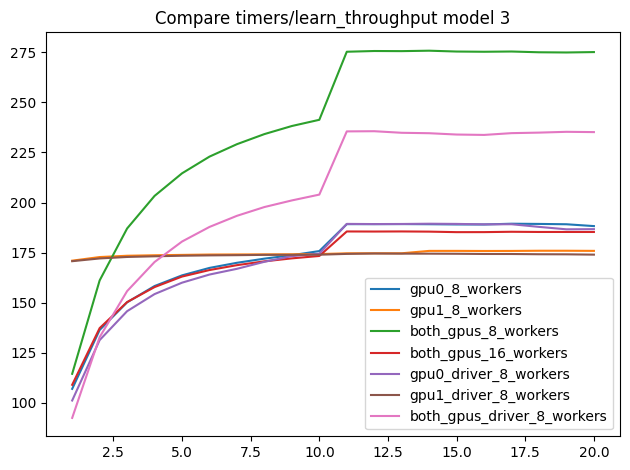 Compare timers/learn_throughput model 3
275
250
225
200
175
150
125
100
gpu0_8_workers
gpu1_8_workers
both_gpus_8_workers
both_gpus_16_workers
gpu0_driver_8_workers
gpu1_driver_8_workers
both_gpus_driver_8_workers
2.5 5.0 7.5 10.0 12.5 15.0 17.5 20.0